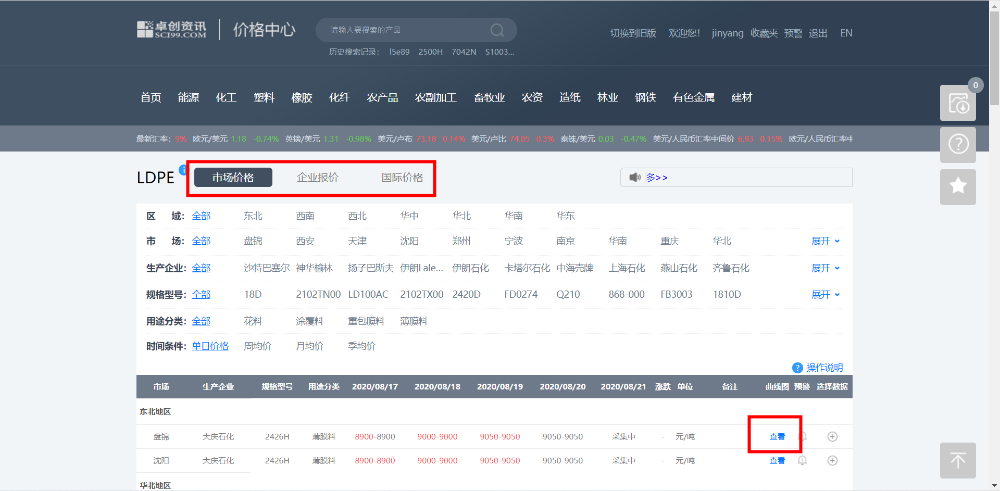 卓创资讯 SCI99.COM 价格中心
请输入要搜索的产品
历史搜索记录： l5e89 2500H 7042N S1003...
切换到旧版 欢迎您！ jinyang 收藏夹 预警 退出 EN
首页 能源 化工 塑料 橡胶 化纤 农产品 农副加工 畜牧业 农资 造纸 林业 钢铁 有色金属 建材
0
最新汇率： 9% 欧元/美元 1.18 -0.74% 英镑/美元 1.31 -0.98% 美元/卢布 73.18 0.14% 美元/卢比 74.85 0.3% 泰铢/美元 0.03 -0.47% 美元/人民币汇率中间价 6.93 0.15% 欧元/人民币汇率中
LDPE i 市场价格 企业报价 国际价格 多>>
区 域： 全部 东北 西南 西北 华中 华北 华南 华东
市 场： 全部 盘锦 西安 天津 沈阳 郑州 宁波 南京 华南 重庆 华北 展开
生产企业： 全部 沙特巴塞尔 神华榆林 扬子巴斯夫 伊朗Lale... 伊朗石化 卡塔尔石化 中海壳牌 上海石化 燕山石化 齐鲁石化 展开
规格型号： 全部 18D 2102TN00 LD100AC 2102TX00 2420D FD0274 Q210 868-000 FB3003 1810D 展开
用途分类： 全部 花料 涂覆料 重包膜料 薄膜料
时间条件： 单日价格 周均价 月均价 季均价
? 操作说明
市场 生产企业 规格型号 用途分类 2020/08/17 2020/08/18 2020/08/19 2020/08/20 2020/08/21 涨跌 单位 备注 曲线图 预警 选择数据
东北地区
盘锦 大庆石化 2426H 薄膜料 8900-8900 9000-9000 9050-9050 9050-9050 采集中 - 元/吨 查看
沈阳 大庆石化 2426H 薄膜料 8900-8900 9000-9000 9050-9050 9050-9050 采集中 - 元/吨 查看
华北地区